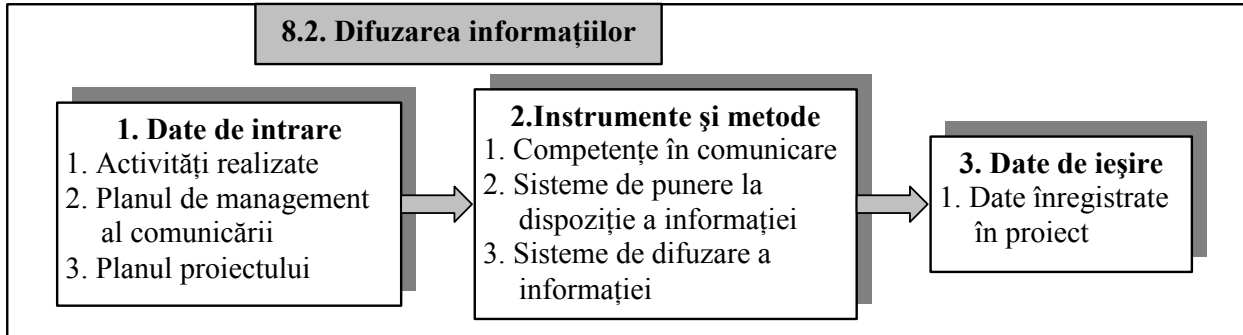 8.2. Difuzarea informațiilor
1. Date de intrare
1. Activități realizate
2. Planul de management
al comunicării
3. Planul proiectului
2.Instrumente şi metode
1. Competențe în comunicare
2. Sisteme de punere la
dispoziție a informației
3. Sisteme de difuzare a
informației
3. Date de ieşire
1. Date înregistrate
în proiect